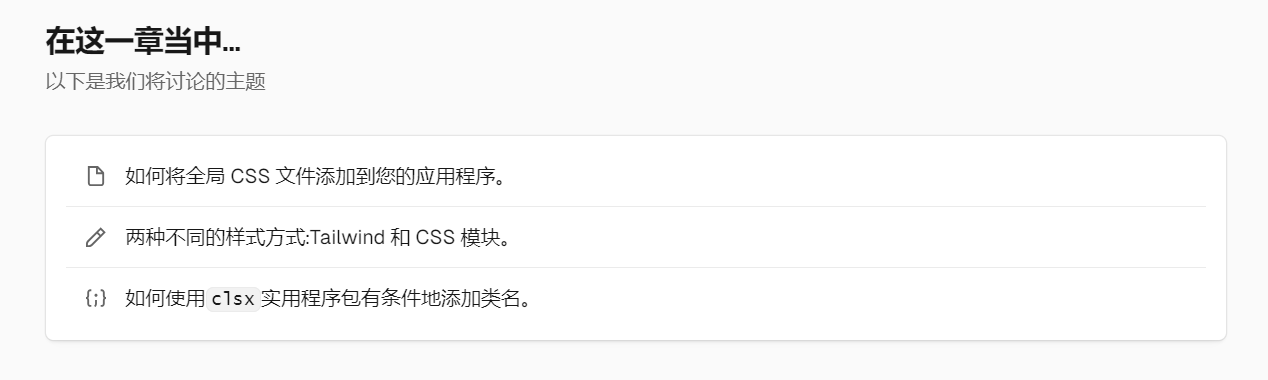 在这一章当中...
以下是我们将讨论的主题
如何将全局 CSS 文件添加到您的应用程序。
两种不同的样式方式:Tailwind 和 CSS 模块。
如何使用 clsx 实用程序包有条件地添加类名。